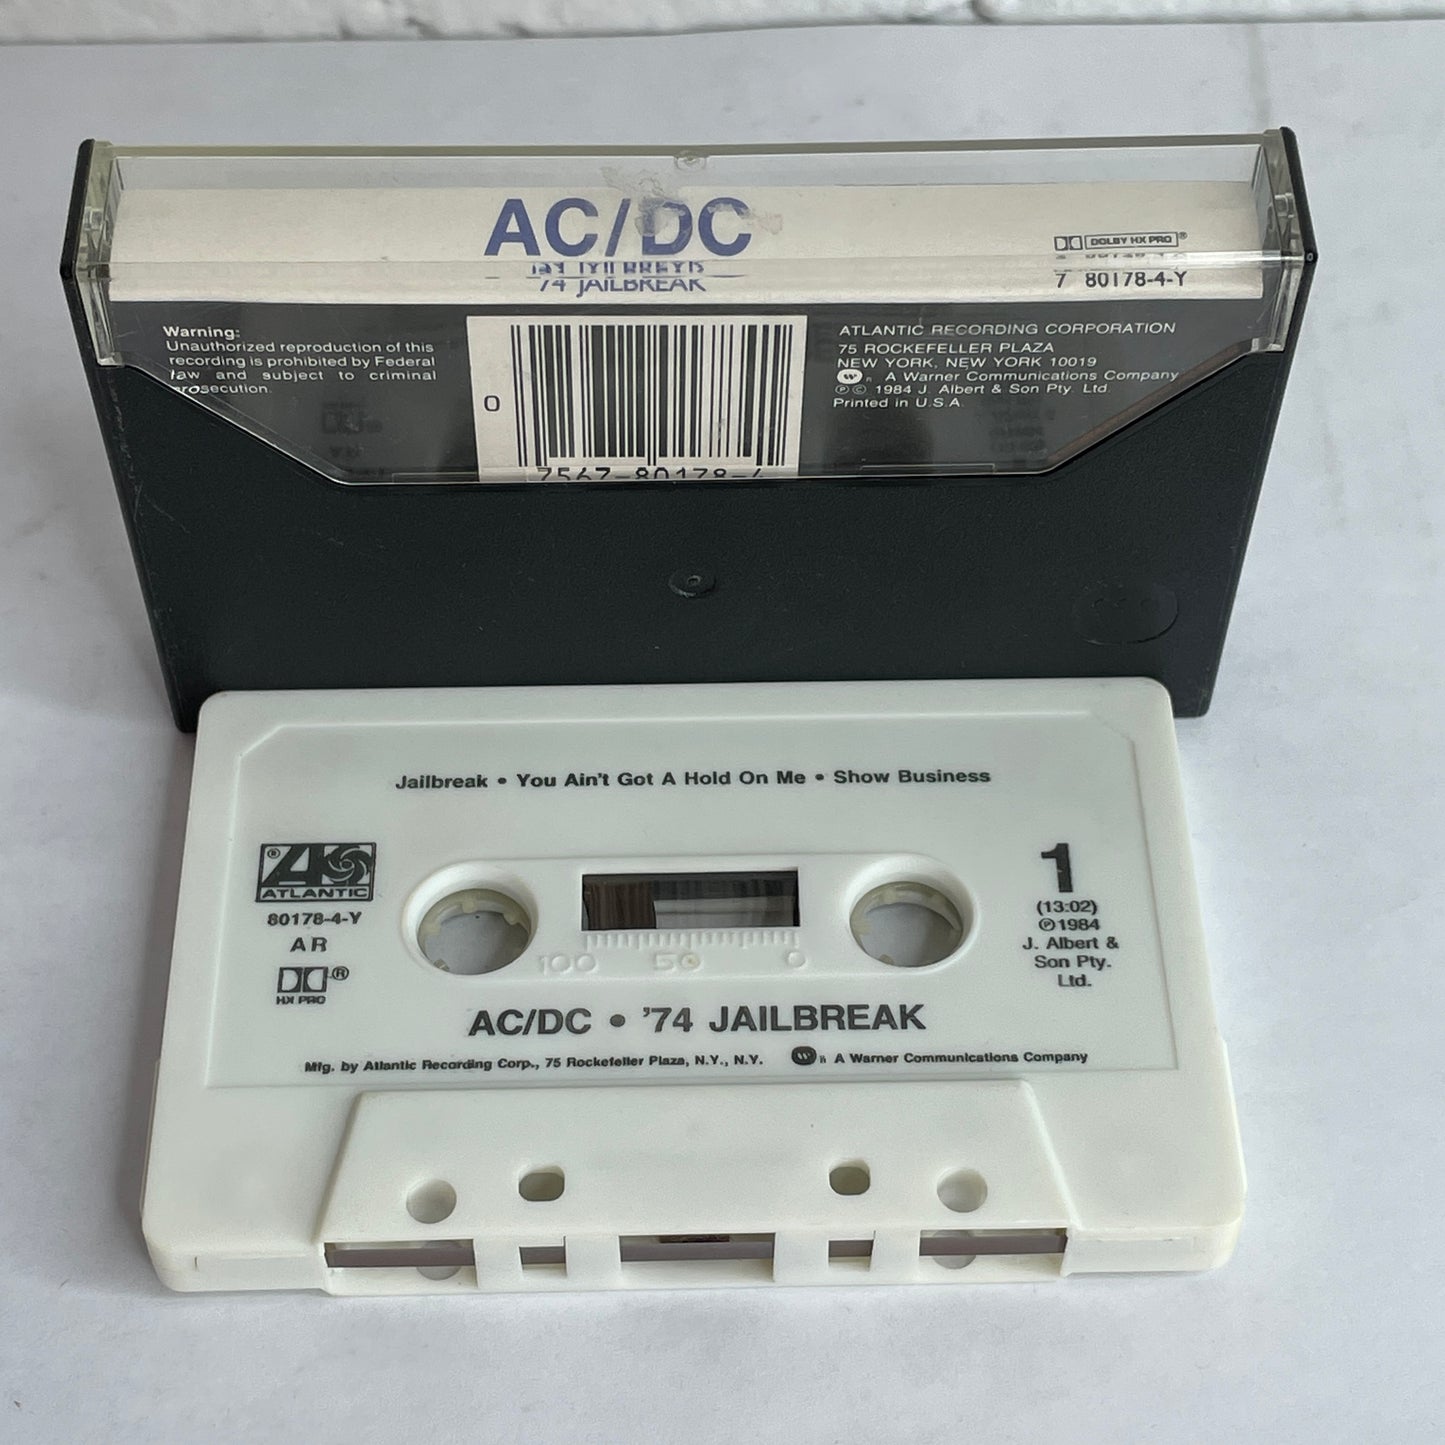 AC/DC
'74 JAILBREAK
DOLBY HX PRO®
7 80178-4-Y
Warning:
Unauthorized reproduction of this
recording is prohibited by Federal
law and subject to criminal
prosecution.
0
7567-80178-4
ATLANTIC RECORDING CORPORATION
75 ROCKEFELLER PLAZA
NEW YORK, NEW YORK 10019
A Warner Communications Company
℗ © 1984 J. Albert & Son Pty. Ltd.
Printed in U.S.A.
Jailbreak • You Ain't Got A Hold On Me • Show Business
®
ATLANTIC
80178-4-Y
AR
®
HX PRO
1
(13:02)
℗1984
J. Albert &
Son Pty.
Ltd.
100 50 0
AC/DC • '74 JAILBREAK
Mfg. by Atlantic Recording Corp., 75 Rockefeller Plaza, N.Y., N.Y. A Warner Communications Company